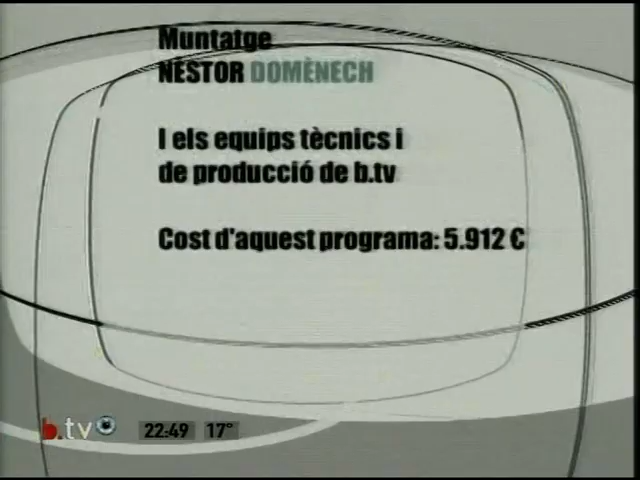 Muntatge
NÈSTOR DOMÈNECH
I els equips tècnics i
de producció de b.tv
Cost d'aquest programa: 5.912 €
b.tv 22:49 17°